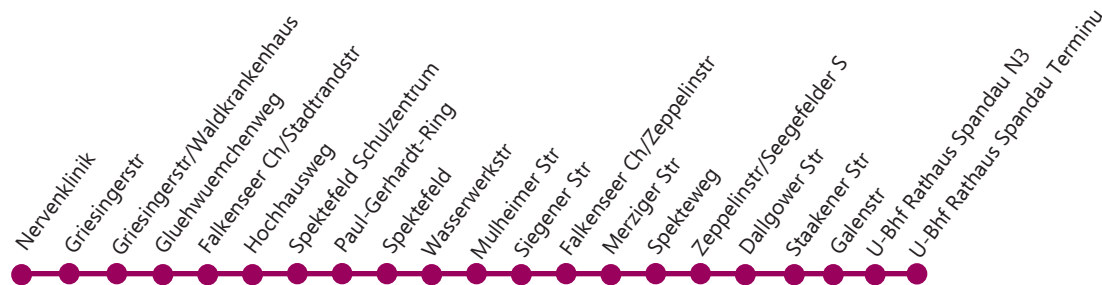 Nervenklinik
Griesingerstr
Griesingerstr/Waldkrankenhaus
Gluehwuemchenweg
Falkenseer Ch/Stadtrandstr
Hochhausweg
Spektefeld Schulzentrum
Paul-Gerhardt-Ring
Spektefeld
Wasserwerkstr
Mulheimer Str
Siegener Str
Falkenseer Ch/Zeppelinstr
Merziger Str
Spekteweg
Zeppelinstr/Seegefelder S
Dallgower Str
Staakener Str
Galenstr
U-Bhf Rathaus Spandau N3
U-Bhf Rathaus Spandau Terminu